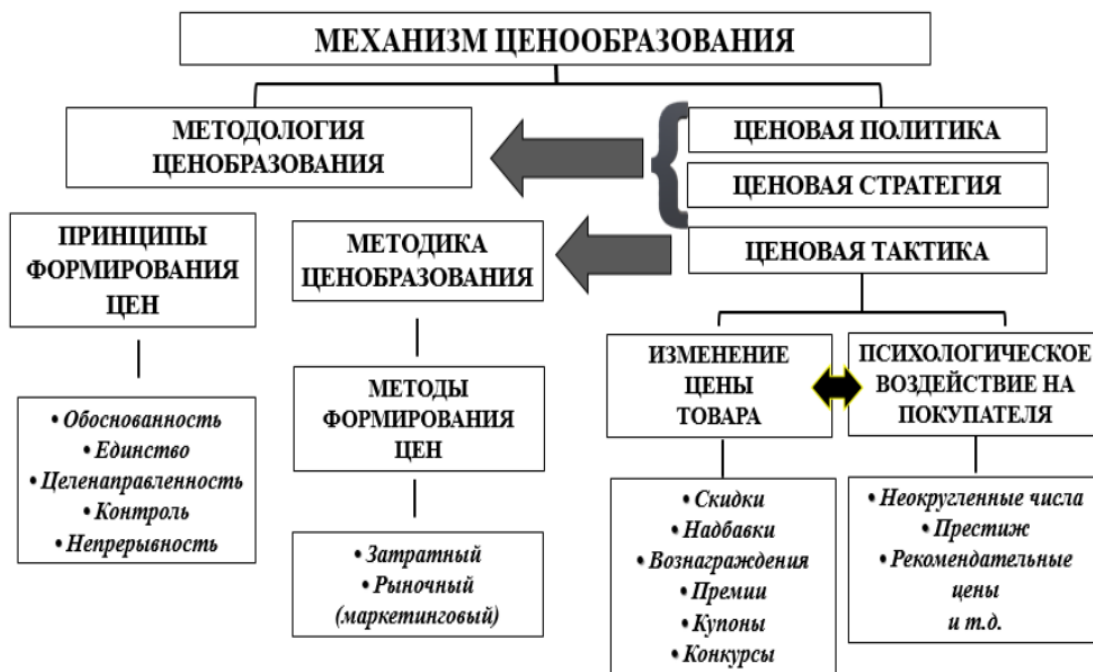 МЕХАНИЗМ ЦЕНООБРАЗОВАНИЯ
МЕТОДОЛОГИЯ
ЦЕНОБРАЗОВАНИЯ
ЦЕНОВАЯ ПОЛИТИКА
ЦЕНОВАЯ СТРАТЕГИЯ
ПРИНЦИПЫ
ФОРМИРОВАНИЯ
ЦЕН
МЕТОДИКА
ЦЕНОБРАЗОВАНИЯ
ЦЕНОВАЯ ТАКТИКА
• Обоснованность
• Единство
• Целенаправленность
• Контроль
• Непрерывность
МЕТОДЫ
ФОРМИРОВАНИЯ
ЦЕН
• Затратный
• Рыночный
(маркетинговый)
ИЗМЕНЕНИЕ
ЦЕНЫ
ТОВАРА
ПСИХОЛОГИЧЕСКОЕ
ВОЗДЕЙСТВИЕ НА
ПОКУПАТЕЛЯ
• Скидки
• Надбавки
• Вознаграждения
• Премии
• Купоны
• Конкурсы
• Неокругленные числа
• Престиж
• Рекомендательные
цены
и т.д.